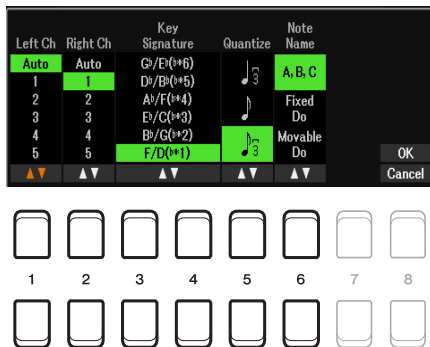 Left Ch Right Ch Key Signature Quantize Note Name
Auto Auto G♭/E♭(♭*6) 3 A, B, C
1 1 D♭/B♭(♭*5)
2 2 A♭/F(♭*4) Fixed Do
3 3 E♭/C(♭*3)
4 4 B♭/G(♭*2) 3 Movable Do
5 5 F/D(♭*1) OK
▲▼ ▲▼ ▲▼ ▲▼ ▲▼ Cancel
1 2 3 4 5 6 7 8